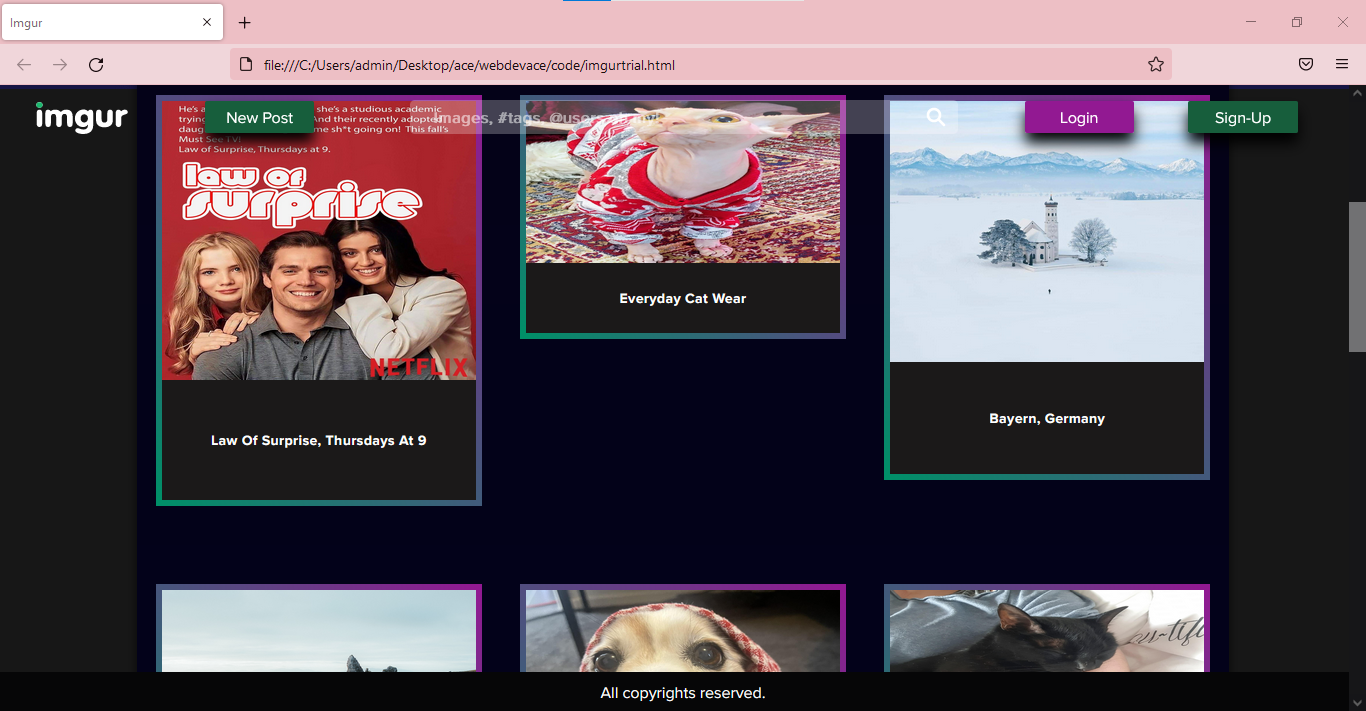 Imgur
file:///C:/Users/admin/Desktop/ace/webdevace/code/imgurtrial.html
imgur
New Post
Images, #tags, @users
Login
Sign-Up
He's a
she's a studious academic
trying
And their recently adopted
daug
me sh*t going on! This fall's
Must See TV!
Law of Surprise, Thursdays at 9.
law of
surprise
NETFLIX
Law Of Surprise, Thursdays At 9
Everyday Cat Wear
Bayern, Germany
All copyrights reserved.